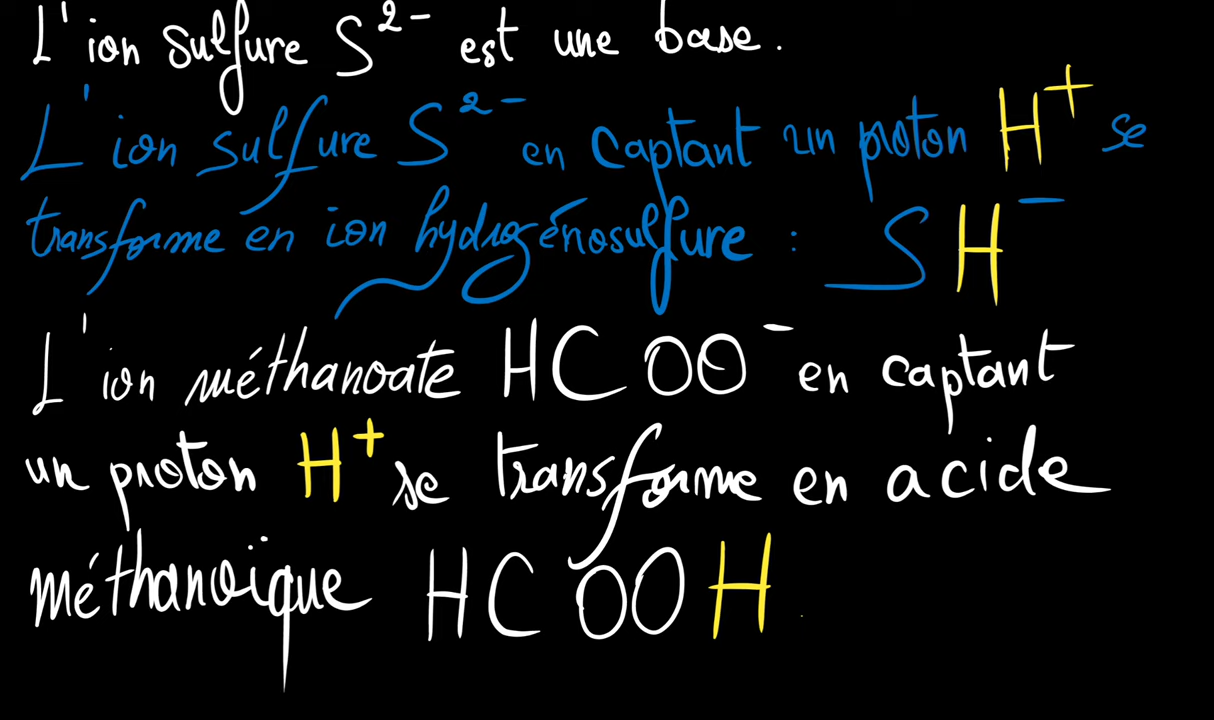 L'ion sulfure S²⁻ est une base.
L'ion sulfure S²⁻ en captant un proton H⁺ se
transforme en ion hydrogénosulfure : SH⁻
L'ion méthanoate HCOO⁻ en captant
un proton H⁺ se transforme en acide
méthanoïque HCOOH